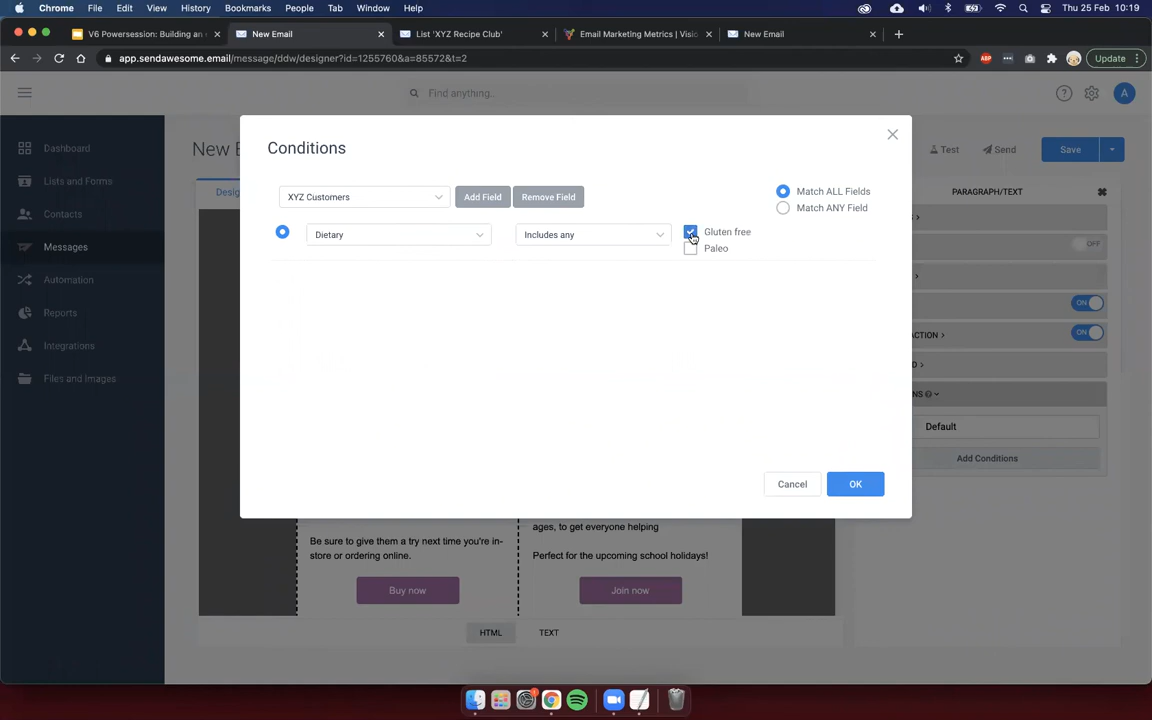 Chrome File Edit View History Bookmarks People Tab Window Help Thu 25 Feb 10:19
V6 Powersession: Building an New Email List 'XYZ Recipe Club' Email Marketing Metrics | Visio New Email
app.sendawesome.email/message/ddw/designer?id=1255760&a=85572&t=2 ABP Update
Find anything.. A
Dashboard
Lists and Forms
Contacts
Messages
Automation
Reports
Integrations
Files and Images
New E Test Send Save
Desig PARAGRAPH/TEXT
Conditions
XYZ Customers Add Field Remove Field Match ALL Fields
Match ANY Field
Dietary Includes any Gluten free
Paleo
OFF
ON
ACTION > ON
D >
NS
Default
Add Conditions
Cancel OK
ages, to get everyone helping
Be sure to give them a try next time you're in-
store or ordering online.
Perfect for the upcoming school holidays!
Buy now Join now
HTML TEXT